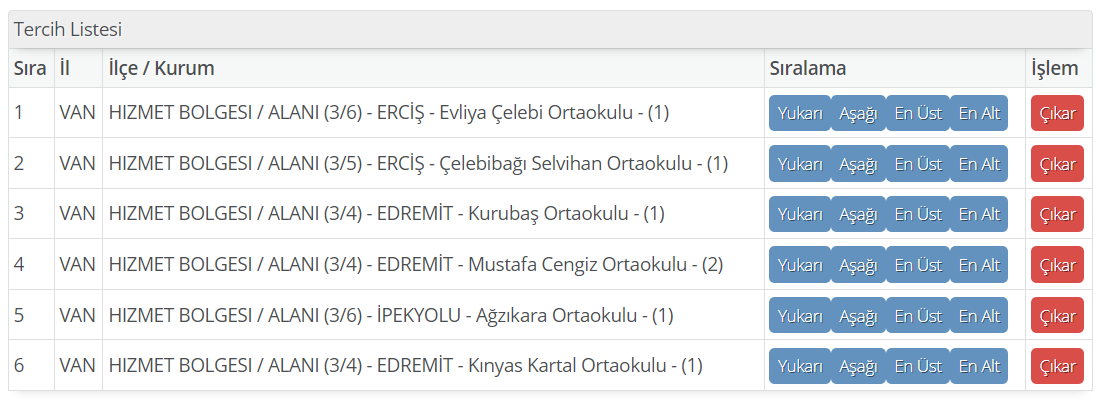 Tercih Listesi
Sıra İl İlçe / Kurum Sıralama İşlem
1 VAN HIZMET BOLGESI / ALANI (3/6) - ERCİŞ - Evliya Çelebi Ortaokulu - (1) Yukarı Aşağı En Üst En Alt Çıkar
2 VAN HIZMET BOLGESI / ALANI (3/5) - ERCİŞ - Çelebibağı Selvihan Ortaokulu - (1) Yukarı Aşağı En Üst En Alt Çıkar
3 VAN HIZMET BOLGESI / ALANI (3/4) - EDREMİT - Kurubaş Ortaokulu - (1) Yukarı Aşağı En Üst En Alt Çıkar
4 VAN HIZMET BOLGESI / ALANI (3/4) - EDREMİT - Mustafa Cengiz Ortaokulu - (2) Yukarı Aşağı En Üst En Alt Çıkar
5 VAN HIZMET BOLGESI / ALANI (3/6) - İPEKYOLU - Ağzıkara Ortaokulu - (1) Yukarı Aşağı En Üst En Alt Çıkar
6 VAN HIZMET BOLGESI / ALANI (3/4) - EDREMİT - Kınyas Kartal Ortaokulu - (1) Yukarı Aşağı En Üst En Alt Çıkar